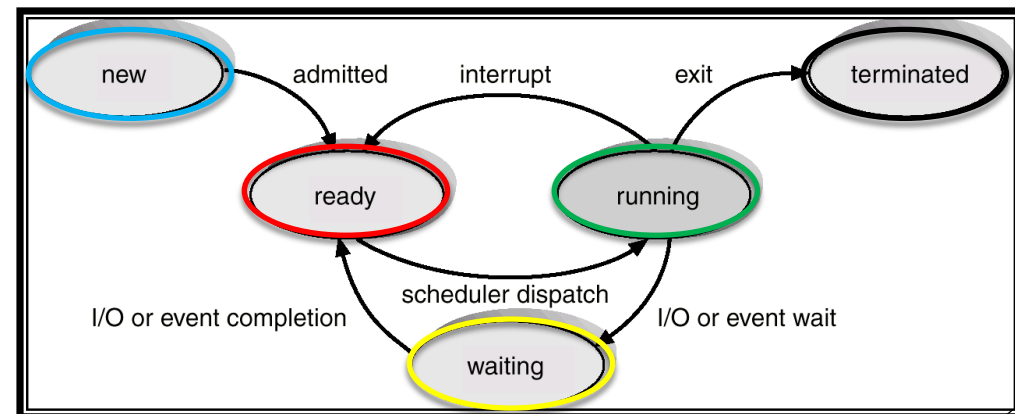 new
admitted
interrupt
exit
terminated
ready
running
scheduler dispatch
I/O or event completion
I/O or event wait
waiting